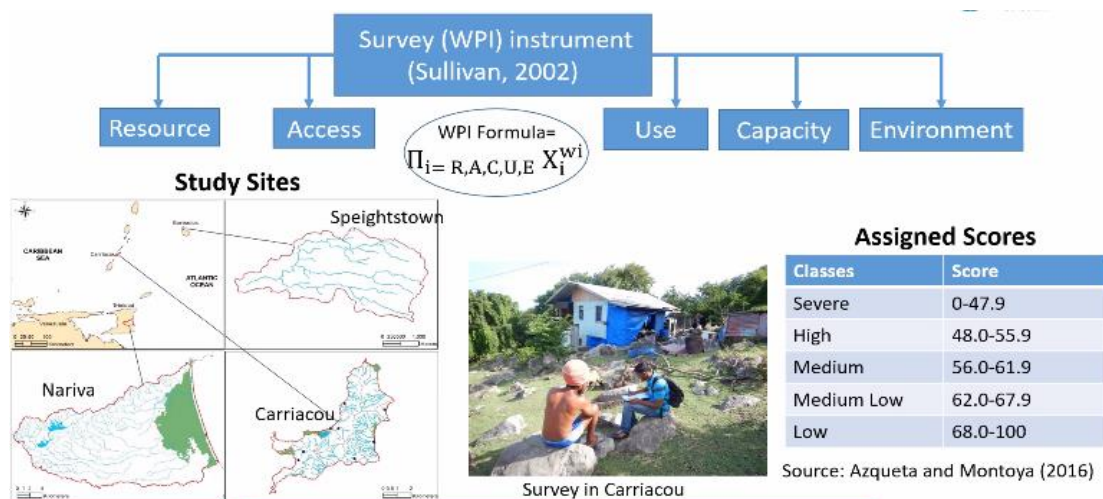 Survey (WPI) instrument
(Sullivan, 2002)
Resource
Access
Use
Capacity
Environment
WPI Formula=
Π i= R,A,C,U,E X i wi
Study Sites
Speightstown
CARIBBEAN
SEA
ATLANTIC
OCEAN
Carriacou
Trinidad
Nariva
Carriacou
Survey in Carriacou
Assigned Scores
Classes Score
Severe 0-47.9
High 48.0-55.9
Medium 56.0-61.9
Medium Low 62.0-67.9
Low 68.0-100
Source: Azqueta and Montoya (2016)